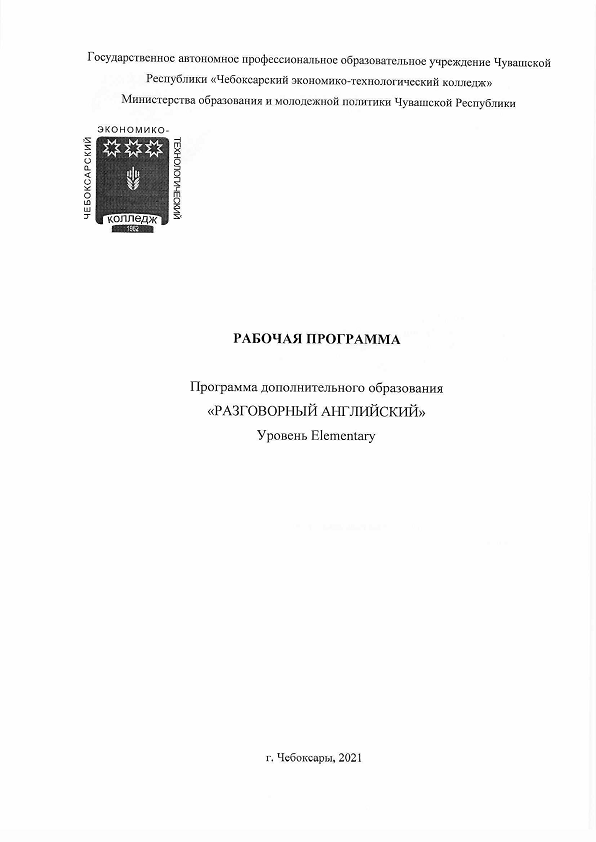 Государственное автономное профессиональное образовательное учреждение Чувашской
Республики «Чебоксарский экономико-технологический колледж»
Министерства образования и молодежной политики Чувашской Республики
ЧЕБОКСАРСКИЙ
ЭКОНОМИКО-
ТЕХНОЛОГИЧЕСКИЙ
колледж
1962
РАБОЧАЯ ПРОГРАММА
Программа дополнительного образования
«РАЗГОВОРНЫЙ АНГЛИЙСКИЙ»
Уровень Elementary
г. Чебоксары, 2021